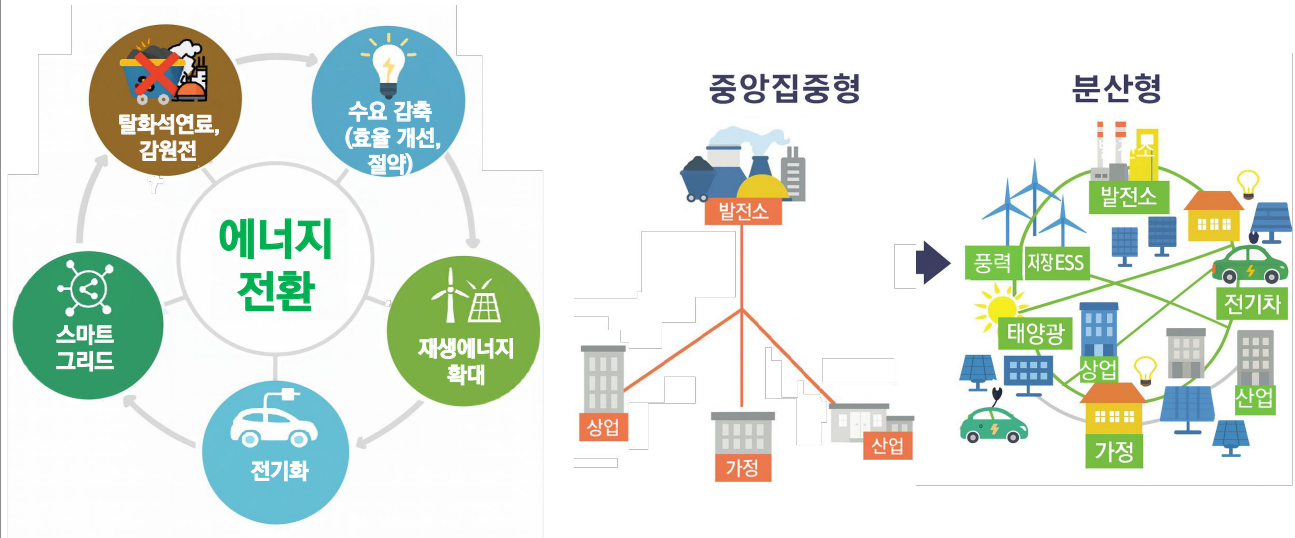 탈화석연료,
감원전
수요 감축
(효율 개선,
절약)
에너지
전환
스마트
그리드
재생에너지
확대
전기화
중앙집중형
발전소
상업
가정
산업
분산형
발전소
풍력
저장ESS
전기차
태양광
상업
산업
가정